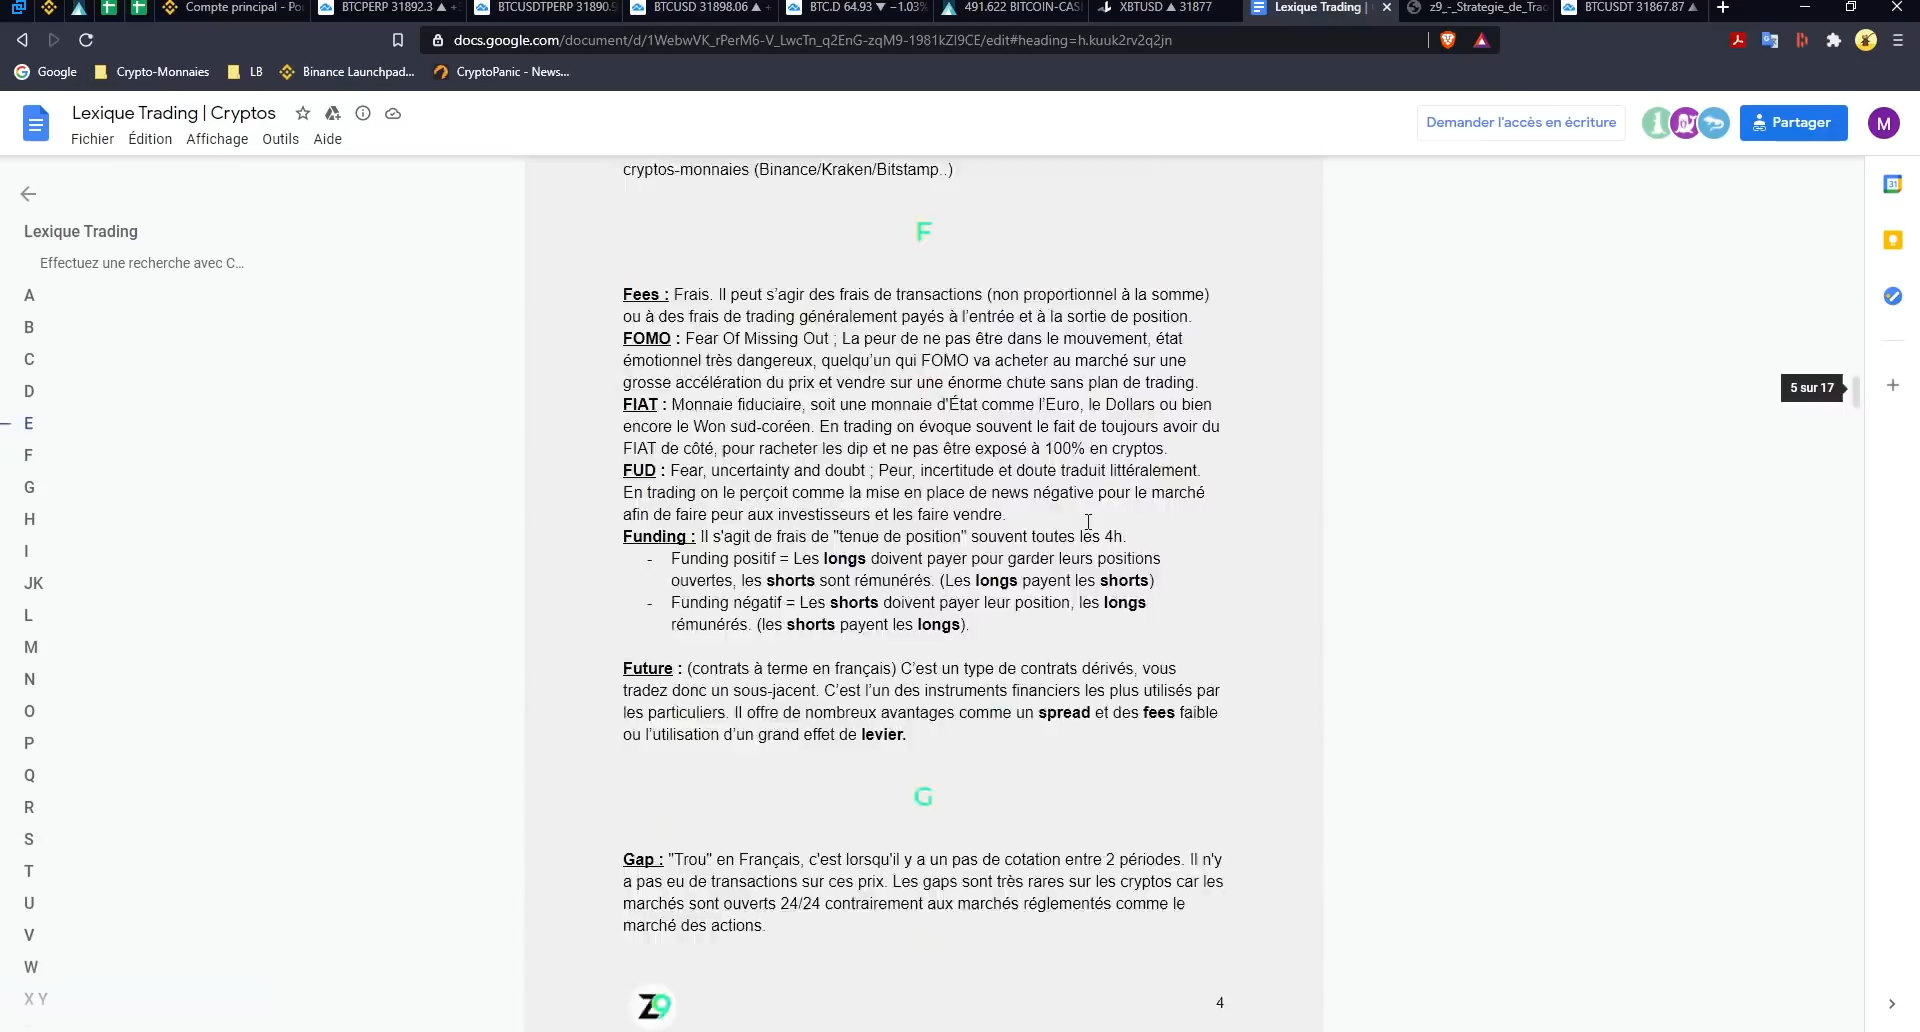 Compte principal - Po
BTCPERP 31892.3 ▲ +
BTCUSDTPERP 31890.9
BTCUSD 31898.06 ▲ +
BTC.D 64.93 ▼ −1.03%
491.622 BITCOIN-CAS
XBTUSD ▲ 31877
Lexique Trading |
z9_-_Strategie_de_Trad
BTCUSDT 31867.87 ▲
docs.google.com/document/d/1WebwVK_rPerM6-V_LwcTn_q2EnG-zqM9-1981kZl9CE/edit#heading=h.kuuk2rv2q2jn
Google
Crypto-Monnaies
LB
Binance Launchpad...
CryptoPanic - News...
Lexique Trading | Cryptos
Fichier Édition Affichage Outils Aide
Demander l'accès en écriture
Partager
M
Lexique Trading
Effectuez une recherche avec C...
A
B
C
D
E
F
G
H
I
JK
L
M
N
O
P
Q
R
S
T
U
V
W
X Y
cryptos-monnaies (Binance/Kraken/Bitstamp..)
F
Fees : Frais. Il peut s’agir des frais de transactions (non proportionnel à la somme)
ou à des frais de trading généralement payés à l’entrée et à la sortie de position.
FOMO : Fear Of Missing Out ; La peur de ne pas être dans le mouvement, état
émotionnel très dangereux, quelqu’un qui FOMO va acheter au marché sur une
grosse accélération du prix et vendre sur une énorme chute sans plan de trading.
FIAT : Monnaie fiduciaire, soit une monnaie d'État comme l’Euro, le Dollars ou bien
encore le Won sud-coréen. En trading on évoque souvent le fait de toujours avoir du
FIAT de côté, pour racheter les dip et ne pas être exposé à 100% en cryptos.
FUD : Fear, uncertainty and doubt ; Peur, incertitude et doute traduit littéralement.
En trading on le perçoit comme la mise en place de news négative pour le marché
afin de faire peur aux investisseurs et les faire vendre.
Funding : Il s'agit de frais de "tenue de position" souvent toutes les 4h.
- Funding positif = Les longs doivent payer pour garder leurs positions
ouvertes, les shorts sont rémunérés. (Les longs payent les shorts)
- Funding négatif = Les shorts doivent payer leur position, les longs
rémunérés. (les shorts payent les longs).
Future : (contrats à terme en français) C’est un type de contrats dérivés, vous
tradez donc un sous-jacent. C’est l’un des instruments financiers les plus utilisés par
les particuliers. Il offre de nombreux avantages comme un spread et des fees faible
ou l’utilisation d’un grand effet de levier.
G
Gap : "Trou" en Français, c'est lorsqu'il y a un pas de cotation entre 2 périodes. Il n'y
a pas eu de transactions sur ces prix. Les gaps sont très rares sur les cryptos car les
marchés sont ouverts 24/24 contrairement aux marchés réglementés comme le
marché des actions.
Z9
4
5 sur 17
31